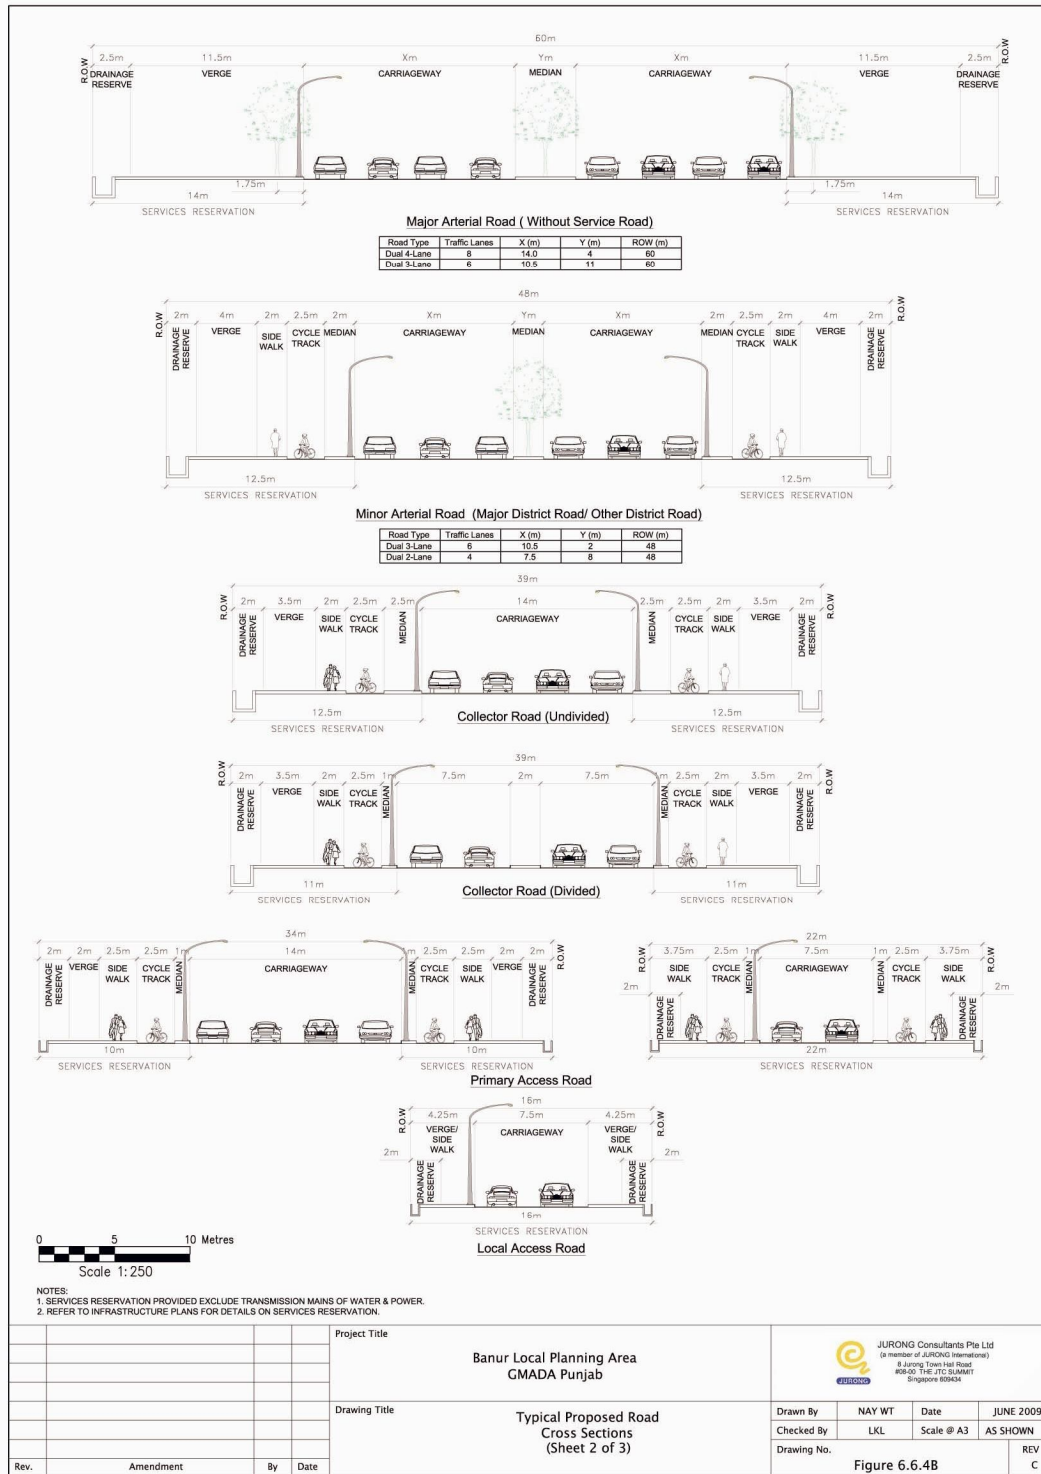 60m
2.5m 11.5m Xm Ym Xm 11.5m 2.5m
R.O.W DRAINAGE RESERVE VERGE CARRIAGEWAY MEDIAN CARRIAGEWAY VERGE DRAINAGE RESERVE R.O.W
1.75m 1.75m
14m 14m
SERVICES RESERVATION SERVICES RESERVATION
Major Arterial Road ( Without Service Road)
Road Type Traffic Lanes X (m) Y (m) ROW (m)
Dual 4-Lane 8 14.0 4 60
Dual 3-Lane 6 10.5 11 60
48m
2m 4m 2m 2.5m 2m Xm Ym Xm 2m 2.5m 2m 4m 2m
R.O.W DRAINAGE RESERVE VERGE SIDE WALK CYCLE TRACK MEDIAN CARRIAGEWAY MEDIAN CARRIAGEWAY MEDIAN CYCLE TRACK SIDE WALK VERGE DRAINAGE RESERVE R.O.W
12.5m 12.5m
SERVICES RESERVATION SERVICES RESERVATION
Minor Arterial Road (Major District Road/ Other District Road)
Road Type Traffic Lanes X (m) Y (m) ROW (m)
Dual 3-Lane 6 10.5 2 48
Dual 2-Lane 4 7.5 8 48
39m
2m 3.5m 2m 2.5m 2.5m 14m 2.5m 2.5m 2m 3.5m 2m
R.O.W DRAINAGE RESERVE VERGE SIDE WALK CYCLE TRACK MEDIAN CARRIAGEWAY MEDIAN CYCLE TRACK SIDE WALK VERGE DRAINAGE RESERVE R.O.W
12.5m 12.5m
SERVICES RESERVATION SERVICES RESERVATION
Collector Road (Undivided)
39m
2m 3.5m 2m 2.5m 1m 7.5m 2m 7.5m 1m 2.5m 2m 3.5m 2m
R.O.W DRAINAGE RESERVE VERGE SIDE WALK CYCLE TRACK MEDIAN MEDIAN CYCLE TRACK SIDE WALK VERGE DRAINAGE RESERVE R.O.W
11m 11m
SERVICES RESERVATION SERVICES RESERVATION
Collector Road (Divided)
34m
2m 2m 2.5m 2.5m 1m 14m 1m 2.5m 2.5m 2m 2m
R.O.W DRAINAGE RESERVE VERGE SIDE WALK CYCLE TRACK MEDIAN CARRIAGEWAY MEDIAN CYCLE TRACK SIDE WALK VERGE DRAINAGE RESERVE R.O.W
10m 10m
SERVICES RESERVATION SERVICES RESERVATION
22m
3.75m 2.5m 1m 7.5m 1m 2.5m 3.75m
R.O.W SIDE WALK CYCLE TRACK MEDIAN CARRIAGEWAY MEDIAN CYCLE TRACK SIDE WALK R.O.W
2m DRAINAGE RESERVE DRAINAGE RESERVE 2m
22m
SERVICES RESERVATION
Primary Access Road
16m
4.25m 7.5m 4.25m
R.O.W VERGE/ SIDE WALK CARRIAGEWAY VERGE/ SIDE WALK R.O.W
2m DRAINAGE RESERVE DRAINAGE RESERVE 2m
16m
SERVICES RESERVATION
Local Access Road
0 5 10 Metres
Scale 1:250
NOTES:
1. SERVICES RESERVATION PROVIDED EXCLUDE TRANSMISSION MAINS OF WATER & POWER.
2. REFER TO INFRASTRUCTURE PLANS FOR DETAILS ON SERVICES RESERVATION.
Rev. Amendment By Date
Project Title
Banur Local Planning Area
GMADA Punjab
Drawing Title
Typical Proposed Road
Cross Sections
(Sheet 2 of 3)
JURONG
JURONG Consultants Pte Ltd
(a member of JURONG International)
8 Jurong Town Hall Road
#08-00 THE JTC SUMMIT
Singapore 609434
Drawn By NAY WT Date JUNE 2009
Checked By LKL Scale @ A3 AS SHOWN
Drawing No. REV
Figure 6.6.4B C